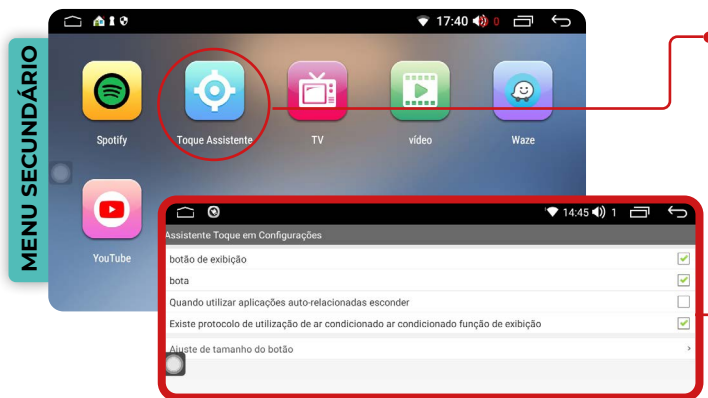 MENU SECUNDÁRIO
17:40 0
Spotify
Toque Assistente
TV
vídeo
Waze
YouTube
14:45 1
Assistente Toque em Configurações
botão de exibição
bota
Quando utilizar aplicações auto-relacionadas esconder
Existe protocolo de utilização de ar condicionado ar condicionado função de exibição
Ajuste de tamanho do botão